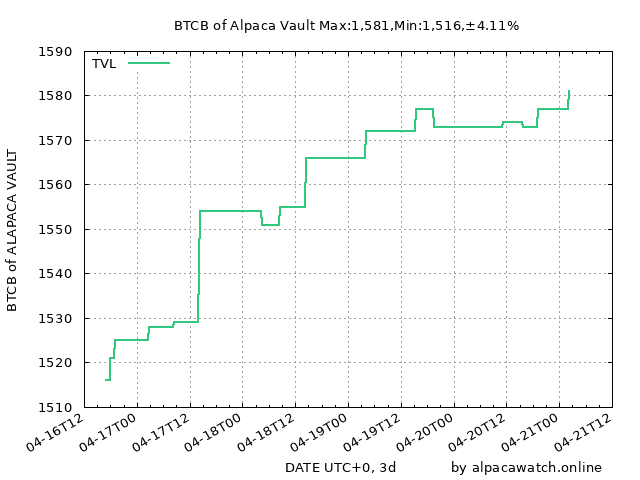 BTCB of Alpaca Vault Max:1,581,Min:1,516,±4.11%
TVL
1590
1580
1570
1560
1550
1540
1530
1520
1510
BTCB of ALAPACA VAULT
04-16T12
04-17T00
04-17T12
04-18T00
04-18T12
04-19T00
04-19T12
04-20T00
04-20T12
04-21T00
04-21T12
DATE UTC+0, 3d
by alpacawatch.online